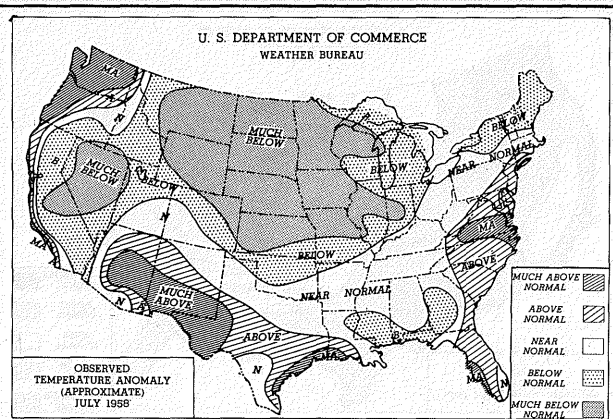 U. S. DEPARTMENT OF COMMERCE
WEATHER BUREAU
MA
A
N
B
MUCH
BELOW
BELOW
MUCH
BELOW
BELOW
N
NEAR NORMAL
MA
ABOVE
A
MA
N
A
MUCH
ABOVE
BELOW
NEAR NORMAL
ABOVE
MA
N
B
MA
N
MUCH ABOVE
NORMAL
ABOVE
NORMAL
NEAR
NORMAL
BELOW
NORMAL
MUCH BELOW
NORMAL
OBSERVED
TEMPERATURE ANOMALY
(APPROXIMATE)
JULY 1958